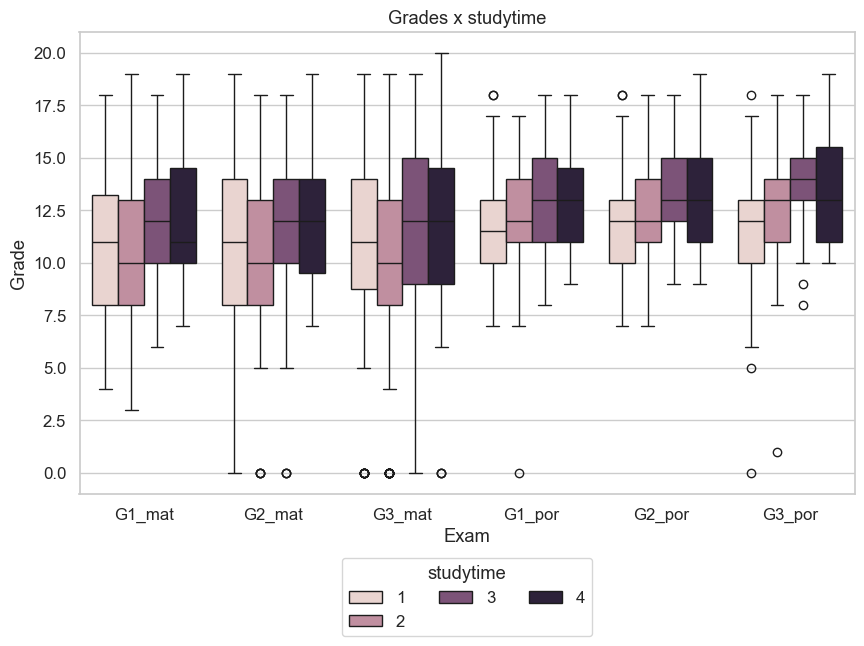 Grades x studytime
20.0
17.5
15.0
12.5
10.0
7.5
5.0
2.5
0.0
Grade
G1_mat G2_mat G3_mat G1_por G2_por G3_por
Exam
studytime
1 3 4
2